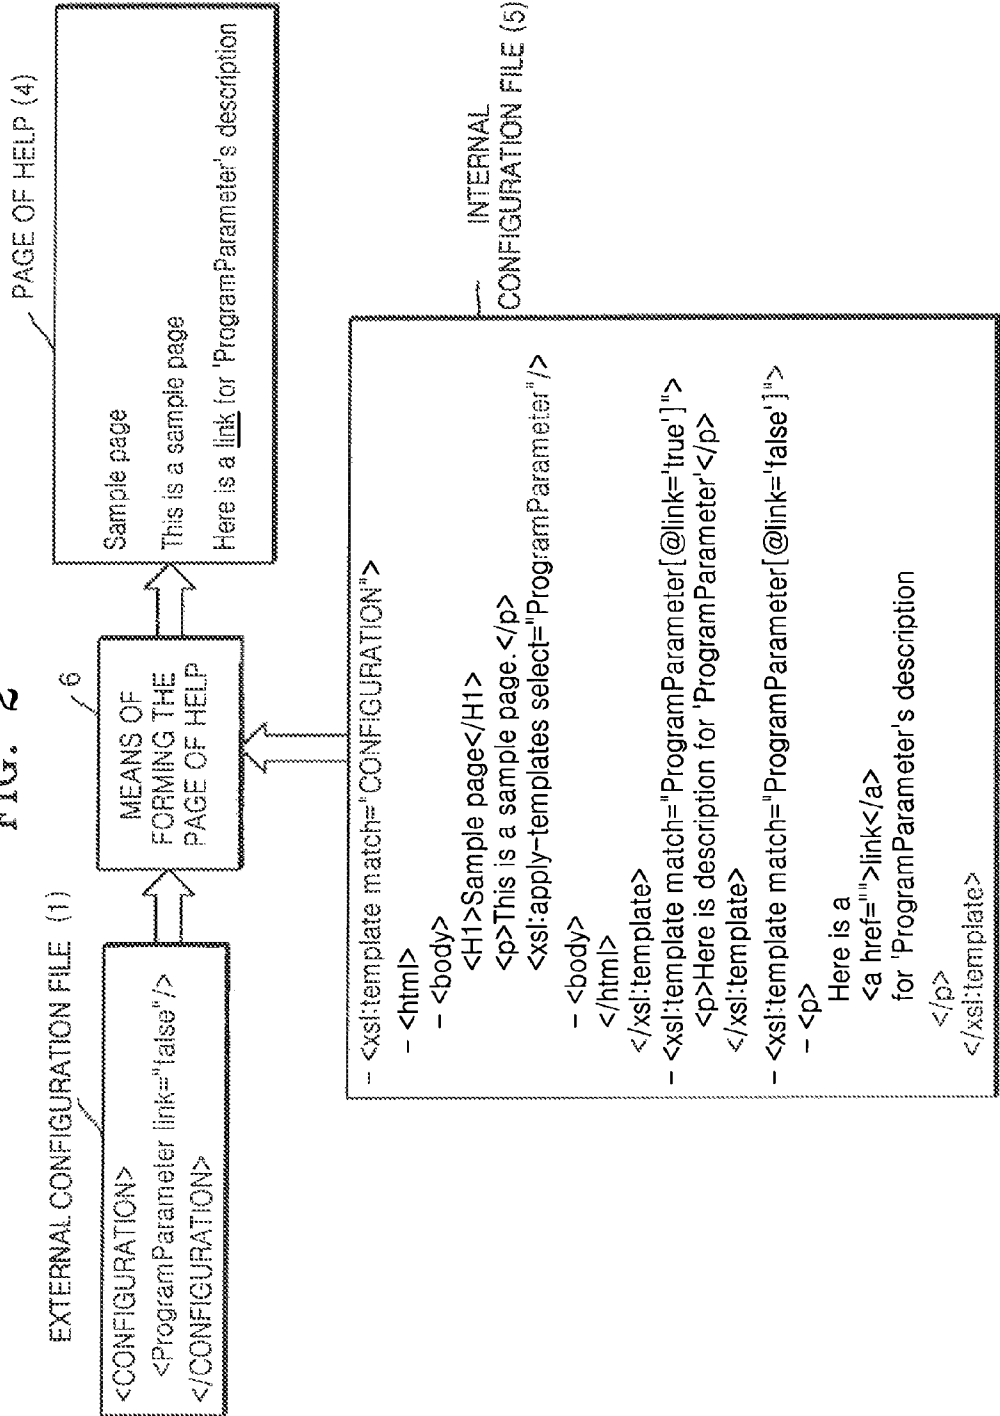 FIG. 2
EXTERNAL CONFIGURATION FILE (1)
<CONFIGURATION>
<ProgramParameter link="false"/>
</CONFIGURATION>
6
MEANS OF
FORMING THE
PAGE OF HELP
PAGE OF HELP (4)
Sample page
This is a sample page
Here is a link for 'ProgramParameter's description
INTERNAL
CONFIGURATION FILE (5)
– <xsl:template match="CONFIGURATION">
– <html>
– <body>
<H1>Sample page</H1>
<p>This is a sample page.</p>
<xsl:apply-templates select="ProgramParameter"/>
– <body>
</html>
</xsl:template>
– <xsl:template match="ProgramParameter[@link='true']">
<p>Here is description for 'ProgramParameter'</p>
</xsl:template>
– <xsl:template match="ProgramParameter[@link='false']">
– <p>
Here is a
<a href="">link</a>
for 'ProgramParameter's description
</p>
</xsl:template>